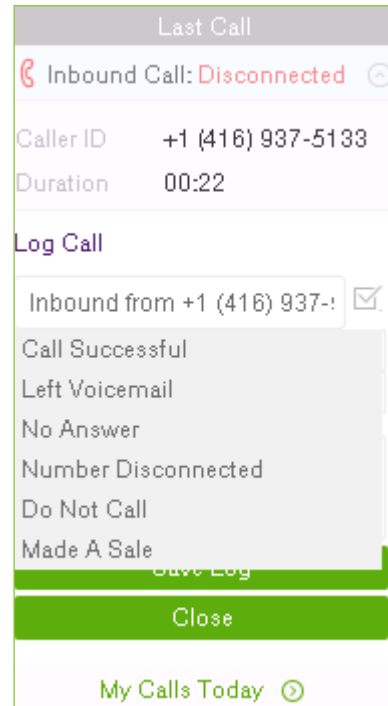 Last Call
Inbound Call: Disconnected
Caller ID +1 (416) 937-5133
Duration 00:22
Log Call
Inbound from +1 (416) 937-
Call Successful
Left Voicemail
No Answer
Number Disconnected
Do Not Call
Made A Sale
Save Log
Close
My Calls Today